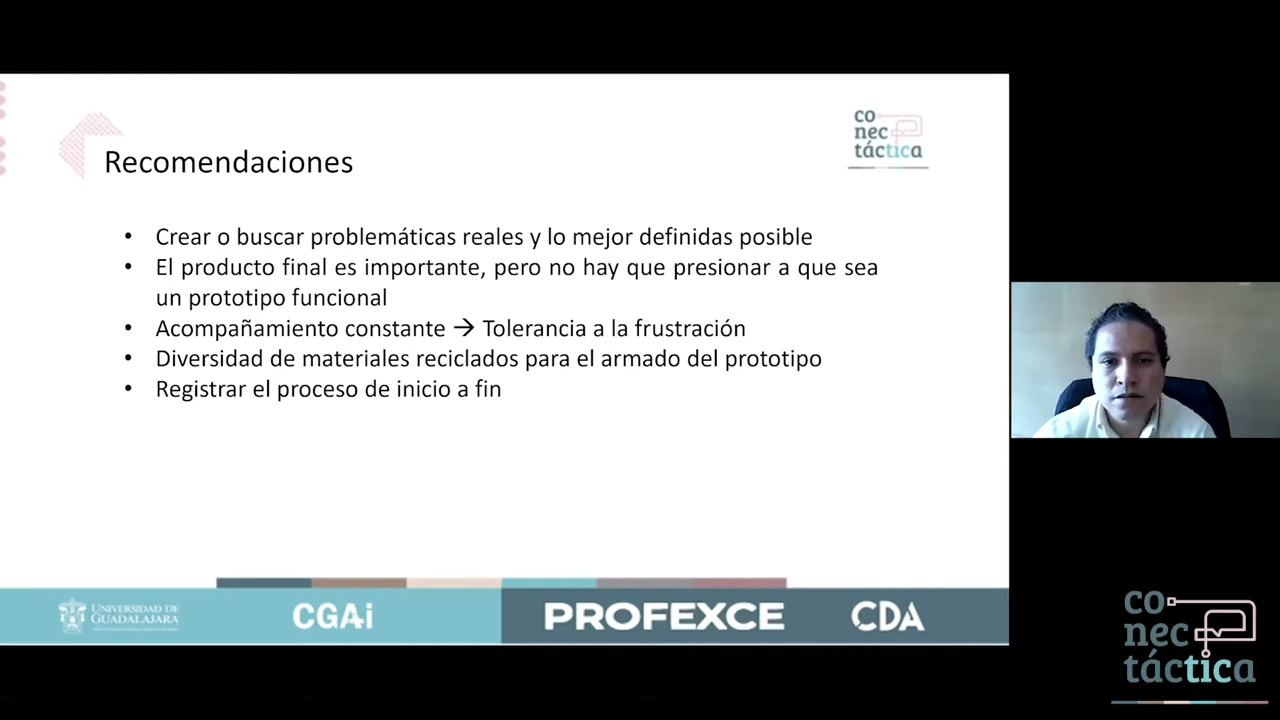 co
nec
táctica
Recomendaciones
• Crear o buscar problemáticas reales y lo mejor definidas posible
• El producto final es importante, pero no hay que presionar a que sea
un prototipo funcional
• Acompañamiento constante → Tolerancia a la frustración
• Diversidad de materiales reciclados para el armado del prototipo
• Registrar el proceso de inicio a fin
UNIVERSIDAD DE
GUADALAJARA
CGAi
PROFEXCE
CDA
co
nec
táctica